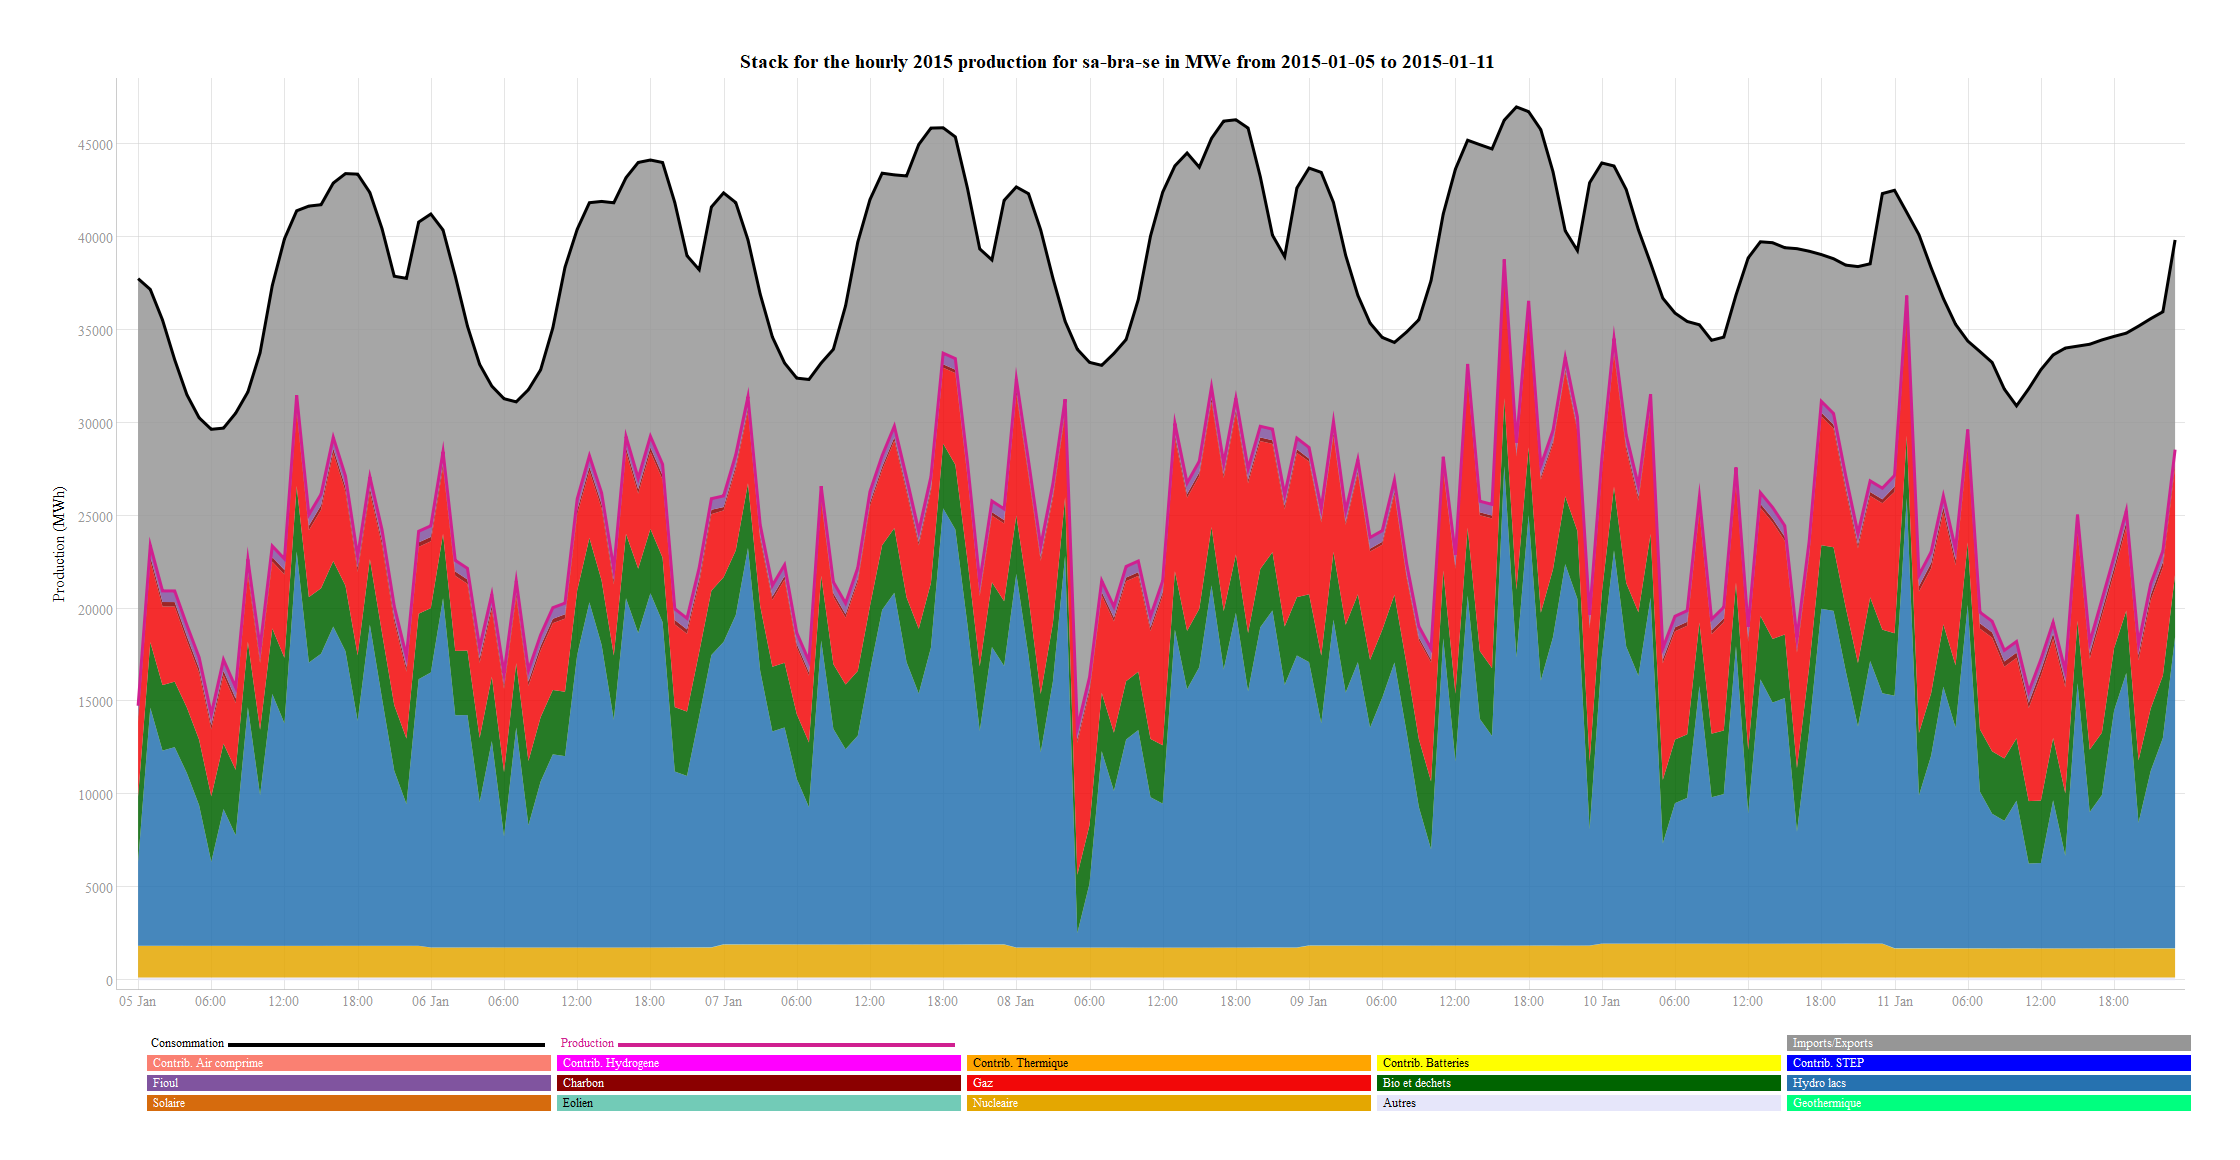 Stack for the hourly 2015 production for sa-bra-se in MWe from 2015-01-05 to 2015-01-11
Production (MWh)
45000
40000
35000
30000
25000
20000
15000
10000
5000
0
05 Jan 06:00 12:00 18:00 06 Jan 06:00 12:00 18:00 07 Jan 06:00 12:00 18:00 08 Jan 06:00 12:00 18:00 09 Jan 06:00 12:00 18:00 10 Jan 06:00 12:00 18:00 11 Jan 06:00 12:00 18:00
Consommation Production Imports/Exports
Contrib. Air comprime Contrib. Hydrogene Contrib. Thermique Contrib. Batteries Contrib. STEP
Fioul Charbon Gaz Bio et dechets Hydro lacs
Solaire Eolien Nucleaire Autres Geothermique